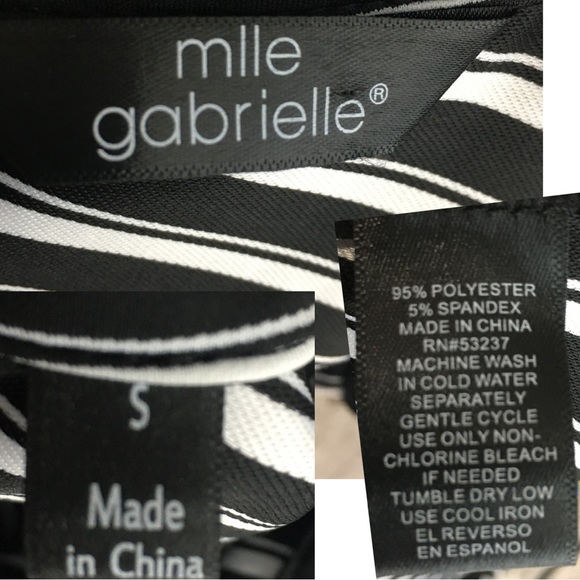 mlle
gabrielle®
95% POLYESTER
5% SPANDEX
MADE IN CHINA
RN#53237
MACHINE WASH
IN COLD WATER
SEPARATELY
GENTLE CYCLE
USE ONLY NON-
CHLORINE BLEACH
IF NEEDED
TUMBLE DRY LOW
USE COOL IRON
EL REVERSO
EN ESPANOL
S
Made
in China